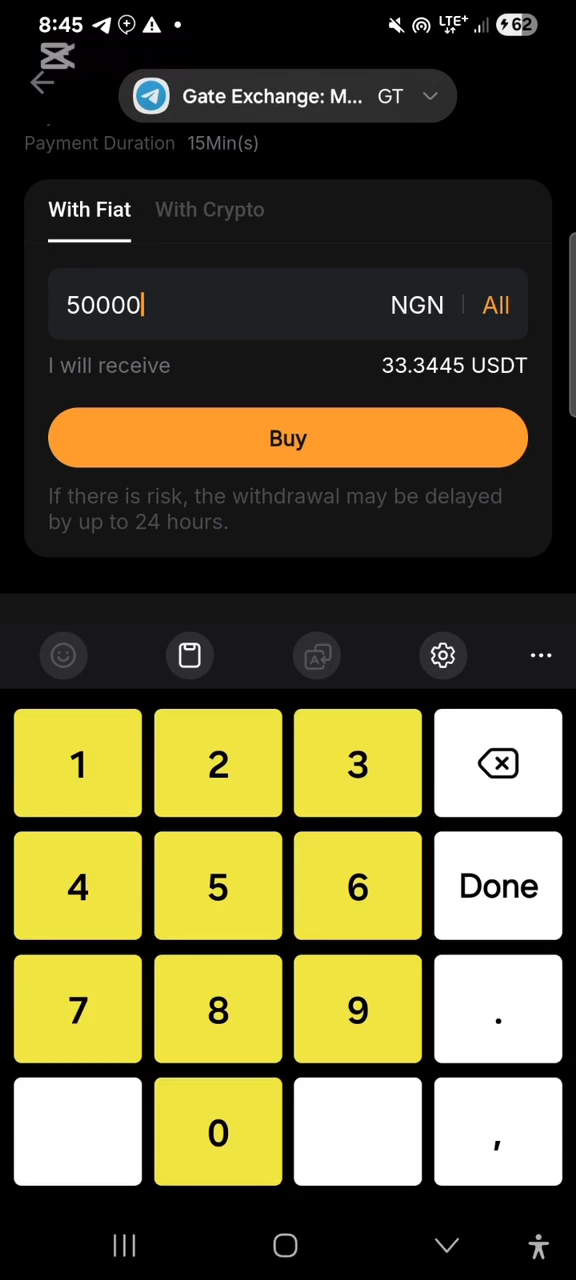 8:45 LTE+ 62
Gate Exchange: M... GT
Payment Duration 15Min(s)
With Fiat With Crypto
50000 NGN All
I will receive 33.3445 USDT
Buy
If there is risk, the withdrawal may be delayed
by up to 24 hours.
1 2 3
4 5 6 Done
7 8 9 .
0 ,